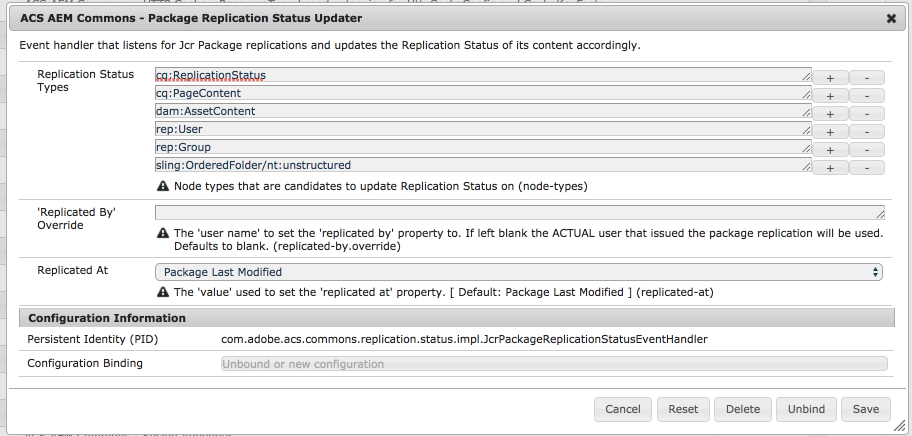 ACS AEM Commons - Package Replication Status Updater
Event handler that listens for Jcr Package replications and updates the Replication Status of its content accordingly.
Replication Status
Types
cq:ReplicationStatus
+ -
cq:PageContent
+ -
dam:AssetContent
+ -
rep:User
+ -
rep:Group
+ -
sling:OrderedFolder/nt:unstructured
+ -
Node types that are candidates to update Replication Status on (node-types)
'Replicated By'
Override
The 'user name' to set the 'replicated by' property to. If left blank the ACTUAL user that issued the package replication will be used.
Defaults to blank. (replicated-by.override)
Replicated At
Package Last Modified
The 'value' used to set the 'replicated at' property. [ Default: Package Last Modified ] (replicated-at)
Configuration Information
Persistent Identity (PID)
com.adobe.acs.commons.replication.status.impl.JcrPackageReplicationStatusEventHandler
Configuration Binding
Unbound or new configuration
Cancel
Reset
Delete
Unbind
Save